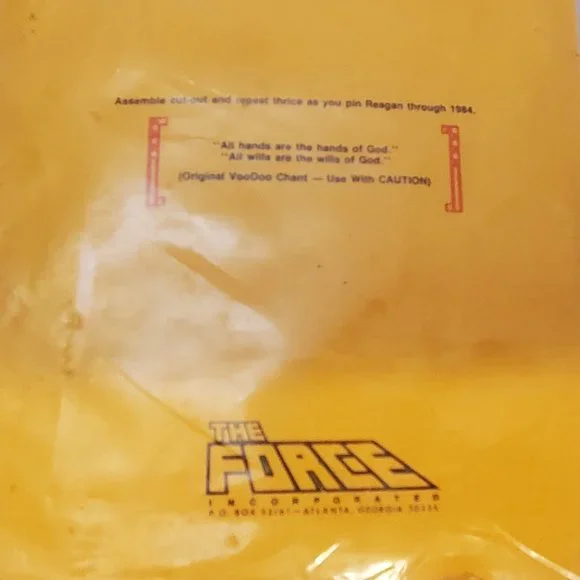 Assemble cut-out and repeat thrice as you pin Reagan through 1984.
"All hands are the hands of God."
"All wills are the wills of God."
(Original VooDoo Chant — Use With CAUTION)
THE
FORCE
INCORPORATED
P.O. BOX — ATLANTA, GEORGIA